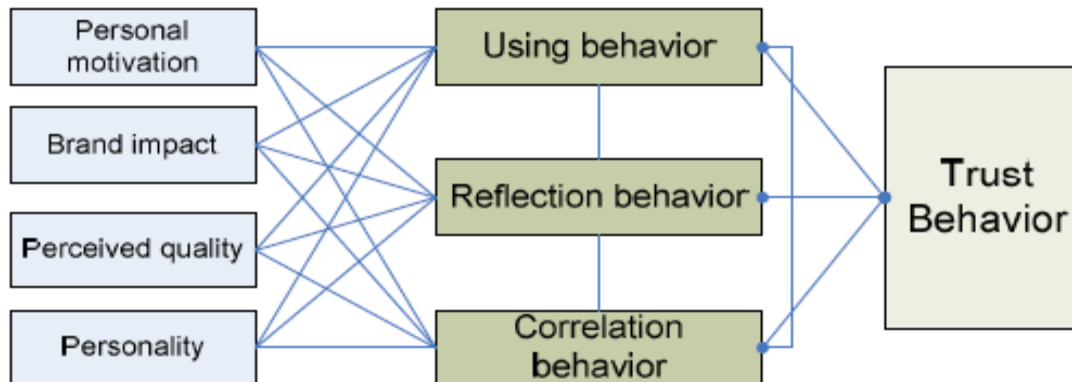 Personal
motivation
Brand impact
Perceived quality
Personality
Using behavior
Reflection behavior
Correlation
behavior
Trust
Behavior